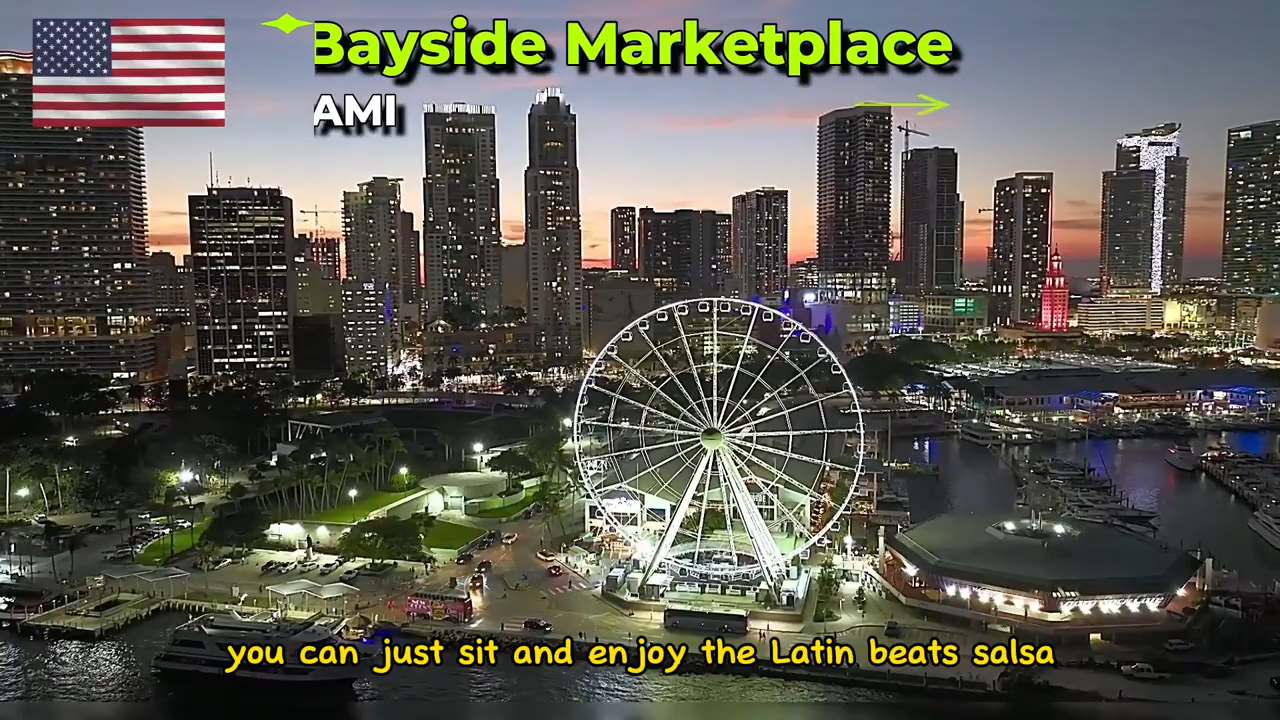 Bayside Marketplace
AMI
you can just sit and enjoy the Latin beats salsa